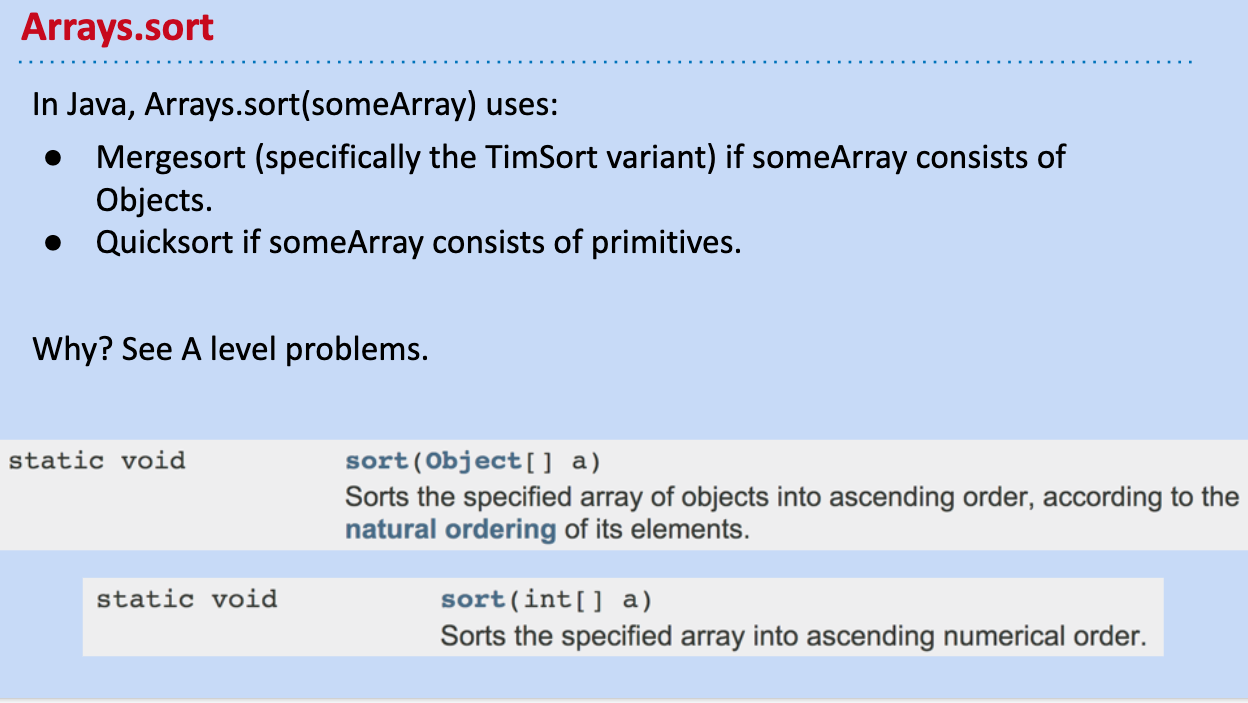 Arrays.sort
In Java, Arrays.sort(someArray) uses:
● Mergesort (specifically the TimSort variant) if someArray consists of
Objects.
● Quicksort if someArray consists of primitives.
Why? See A level problems.
static void sort(Object[] a)
Sorts the specified array of objects into ascending order, according to the
natural ordering of its elements.
static void sort(int[] a)
Sorts the specified array into ascending numerical order.